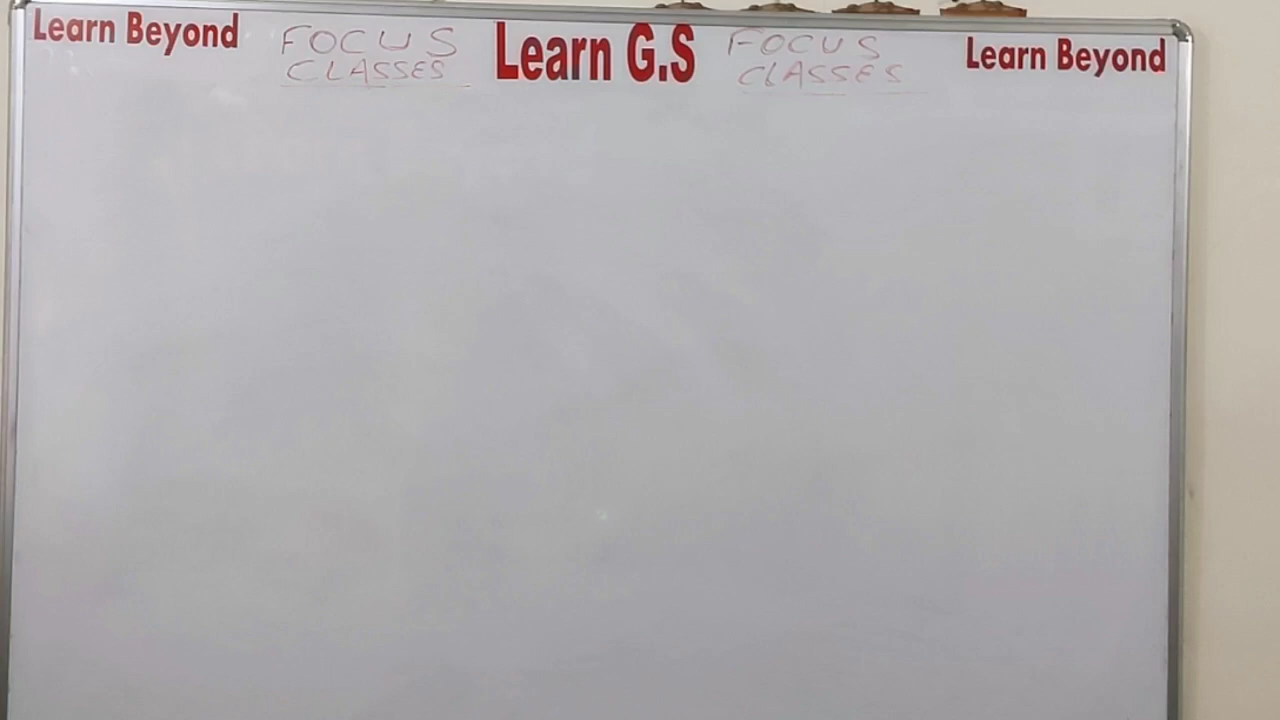 Learn Beyond
FOCUS
CLASSES
Learn G.S
FOCUS
CLASSES
Learn Beyond